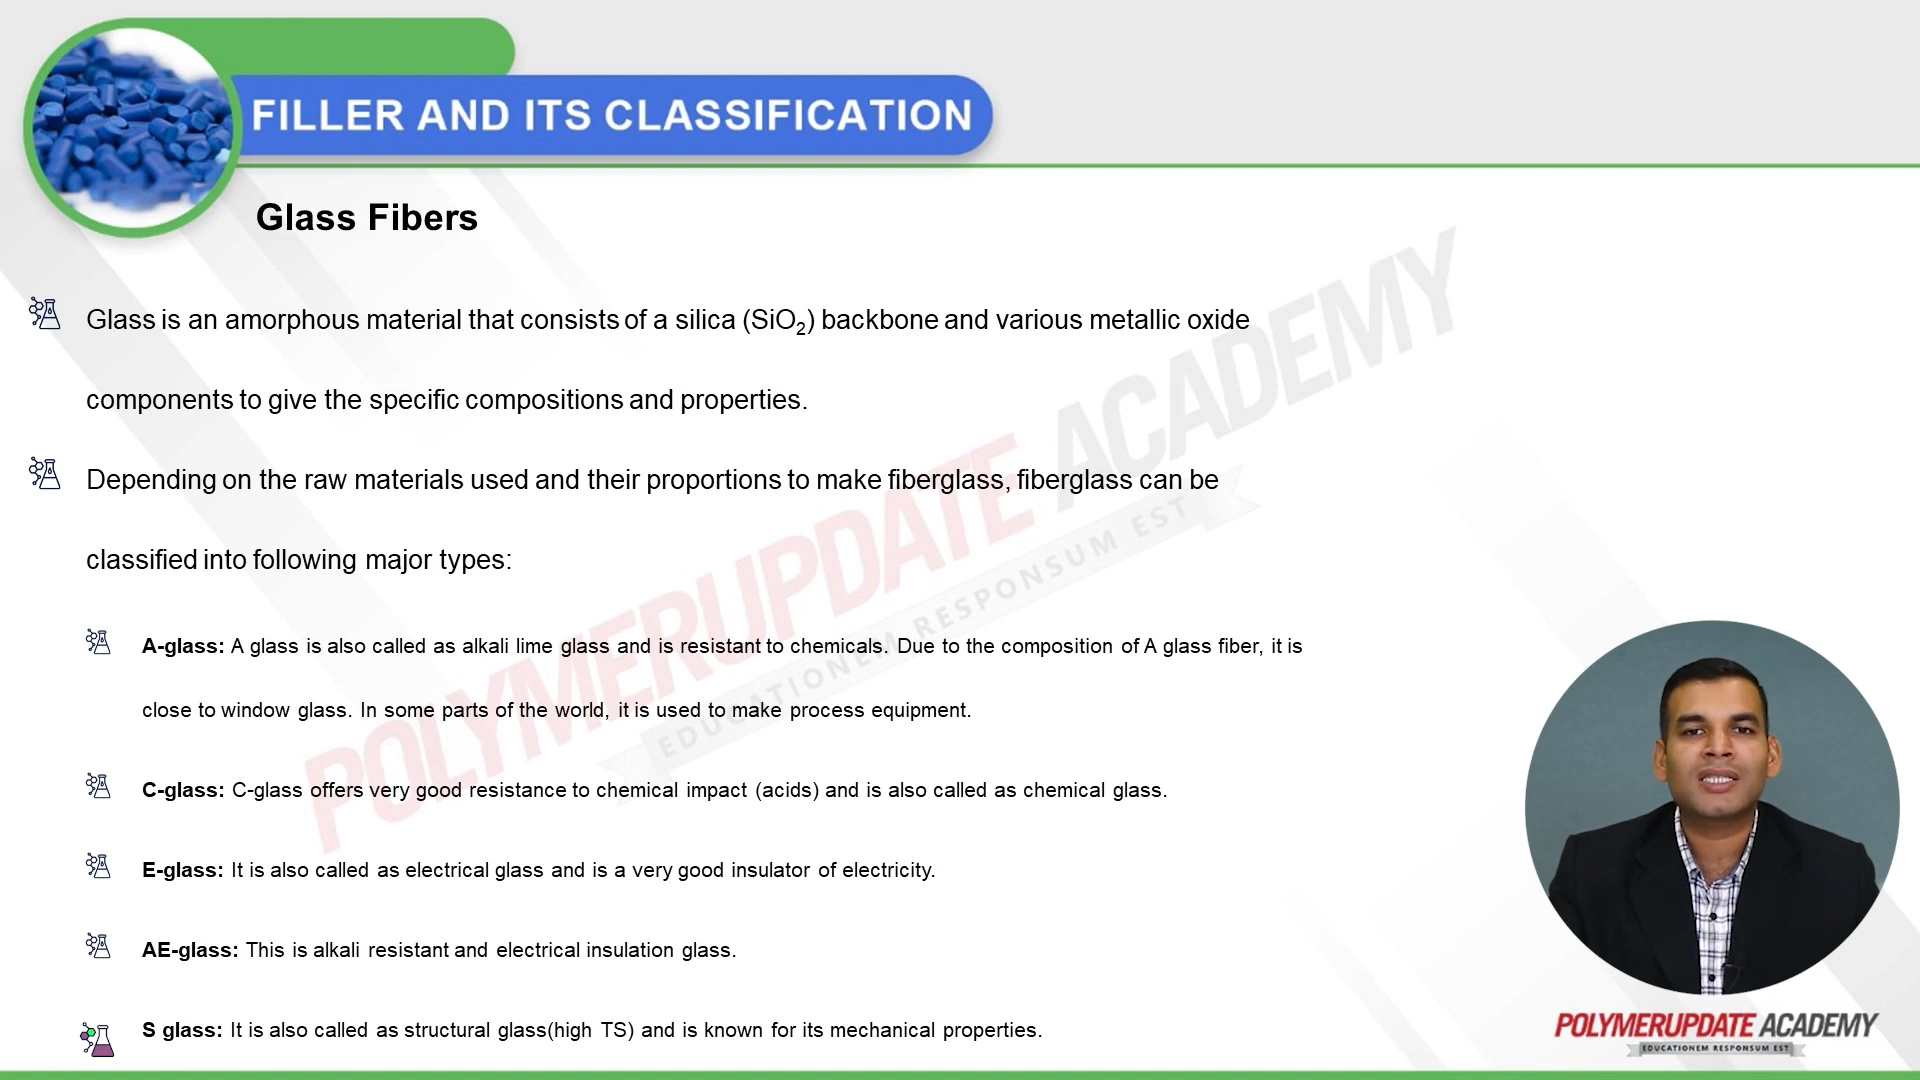 FILLER AND ITS CLASSIFICATION
Glass Fibers
Glass is an amorphous material that consists of a silica (SiO₂) backbone and various metallic oxide
components to give the specific compositions and properties.
Depending on the raw materials used and their proportions to make fiberglass, fiberglass can be
classified into following major types:
A-glass: A glass is also called as alkali lime glass and is resistant to chemicals. Due to the composition of A glass fiber, it is
close to window glass. In some parts of the world, it is used to make process equipment.
C-glass: C-glass offers very good resistance to chemical impact (acids) and is also called as chemical glass.
E-glass: It is also called as electrical glass and is a very good insulator of electricity.
AE-glass: This is alkali resistant and electrical insulation glass.
S glass: It is also called as structural glass(high TS) and is known for its mechanical properties.
POLYMERUPDATE ACADEMY
EDUCATIONEM RESPONSUM EST
POLYMERUPDATE ACADEMY
EDUCATIONEM RESPONSUM EST